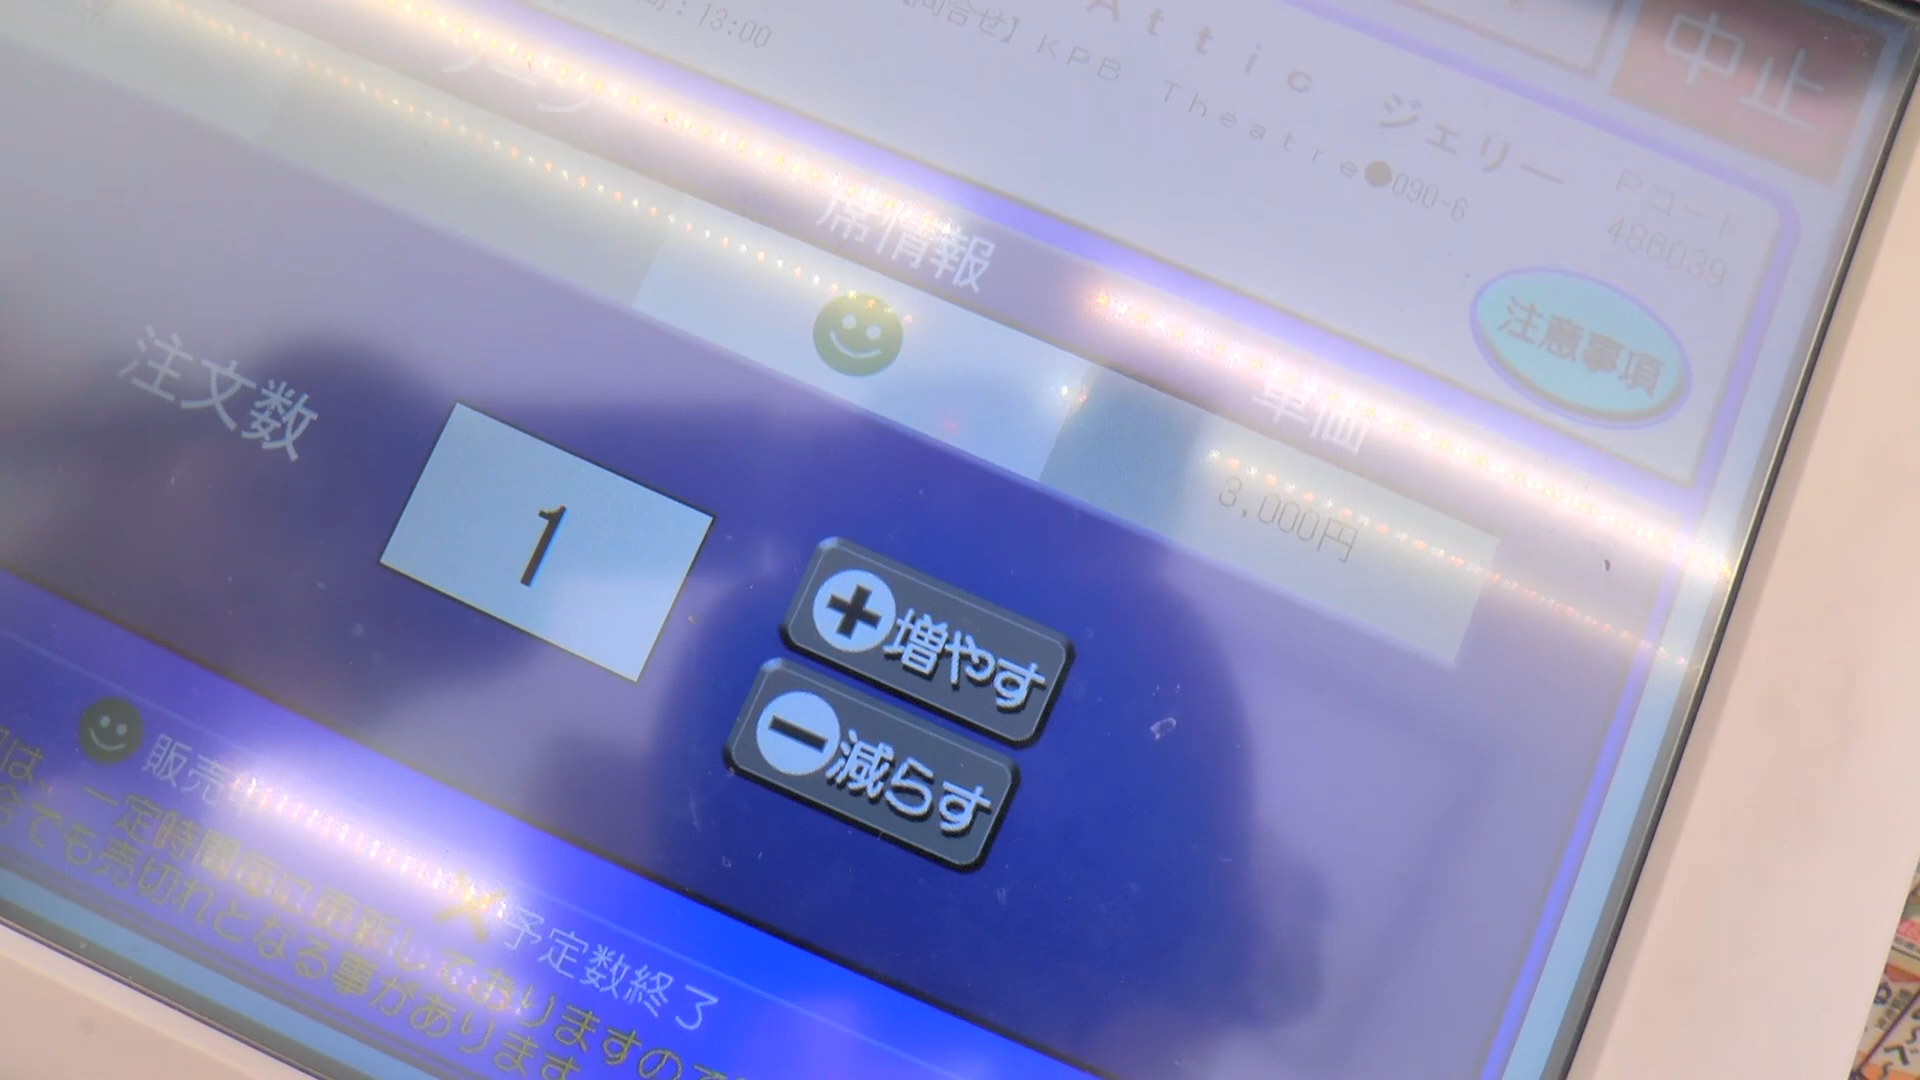 中止
Attic ジェリー
Pコード
486039
:13:00
【問合せ】KPB Theatre●090-6
注意事項
席情報
単価
3,000円
注文数
1
+増やす
-減らす
販売中
予定数終了
は、一定時間毎に更新しておりますので
でも売切れとなる事があります